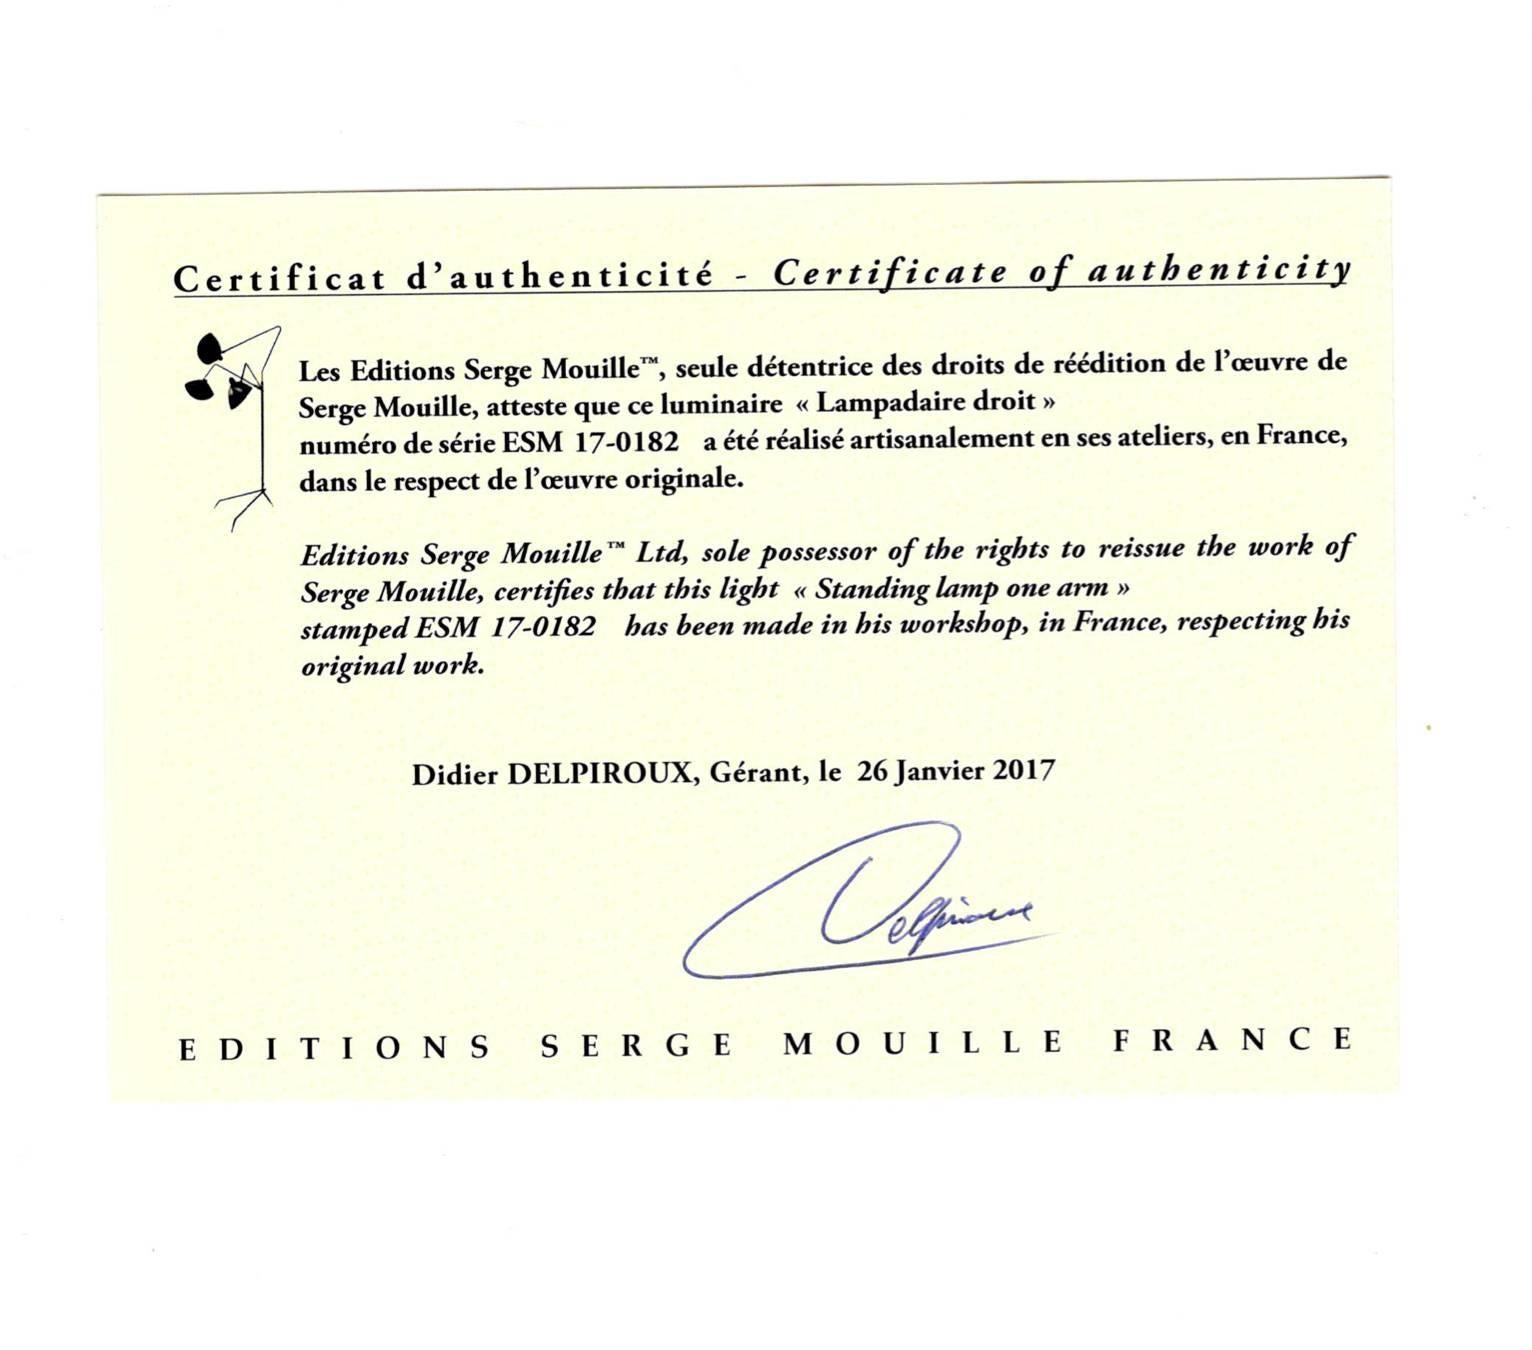 Certificat d'authenticité - Certificate of authenticity
Les Editions Serge Mouille™, seule détentrice des droits de réédition de l'œuvre de
Serge Mouille, atteste que ce luminaire « Lampadaire droit »
numéro de série ESM 17-0182 a été réalisé artisanalement en ses ateliers, en France,
dans le respect de l'œuvre originale.
Editions Serge Mouille™ Ltd, sole possessor of the rights to reissue the work of
Serge Mouille, certifies that this light « Standing lamp one arm »
stamped ESM 17-0182 has been made in his workshop, in France, respecting his
original work.
Didier DELPIROUX, Gérant, le 26 Janvier 2017
Delpiroux
EDITIONS SERGE MOUILLE FRANCE